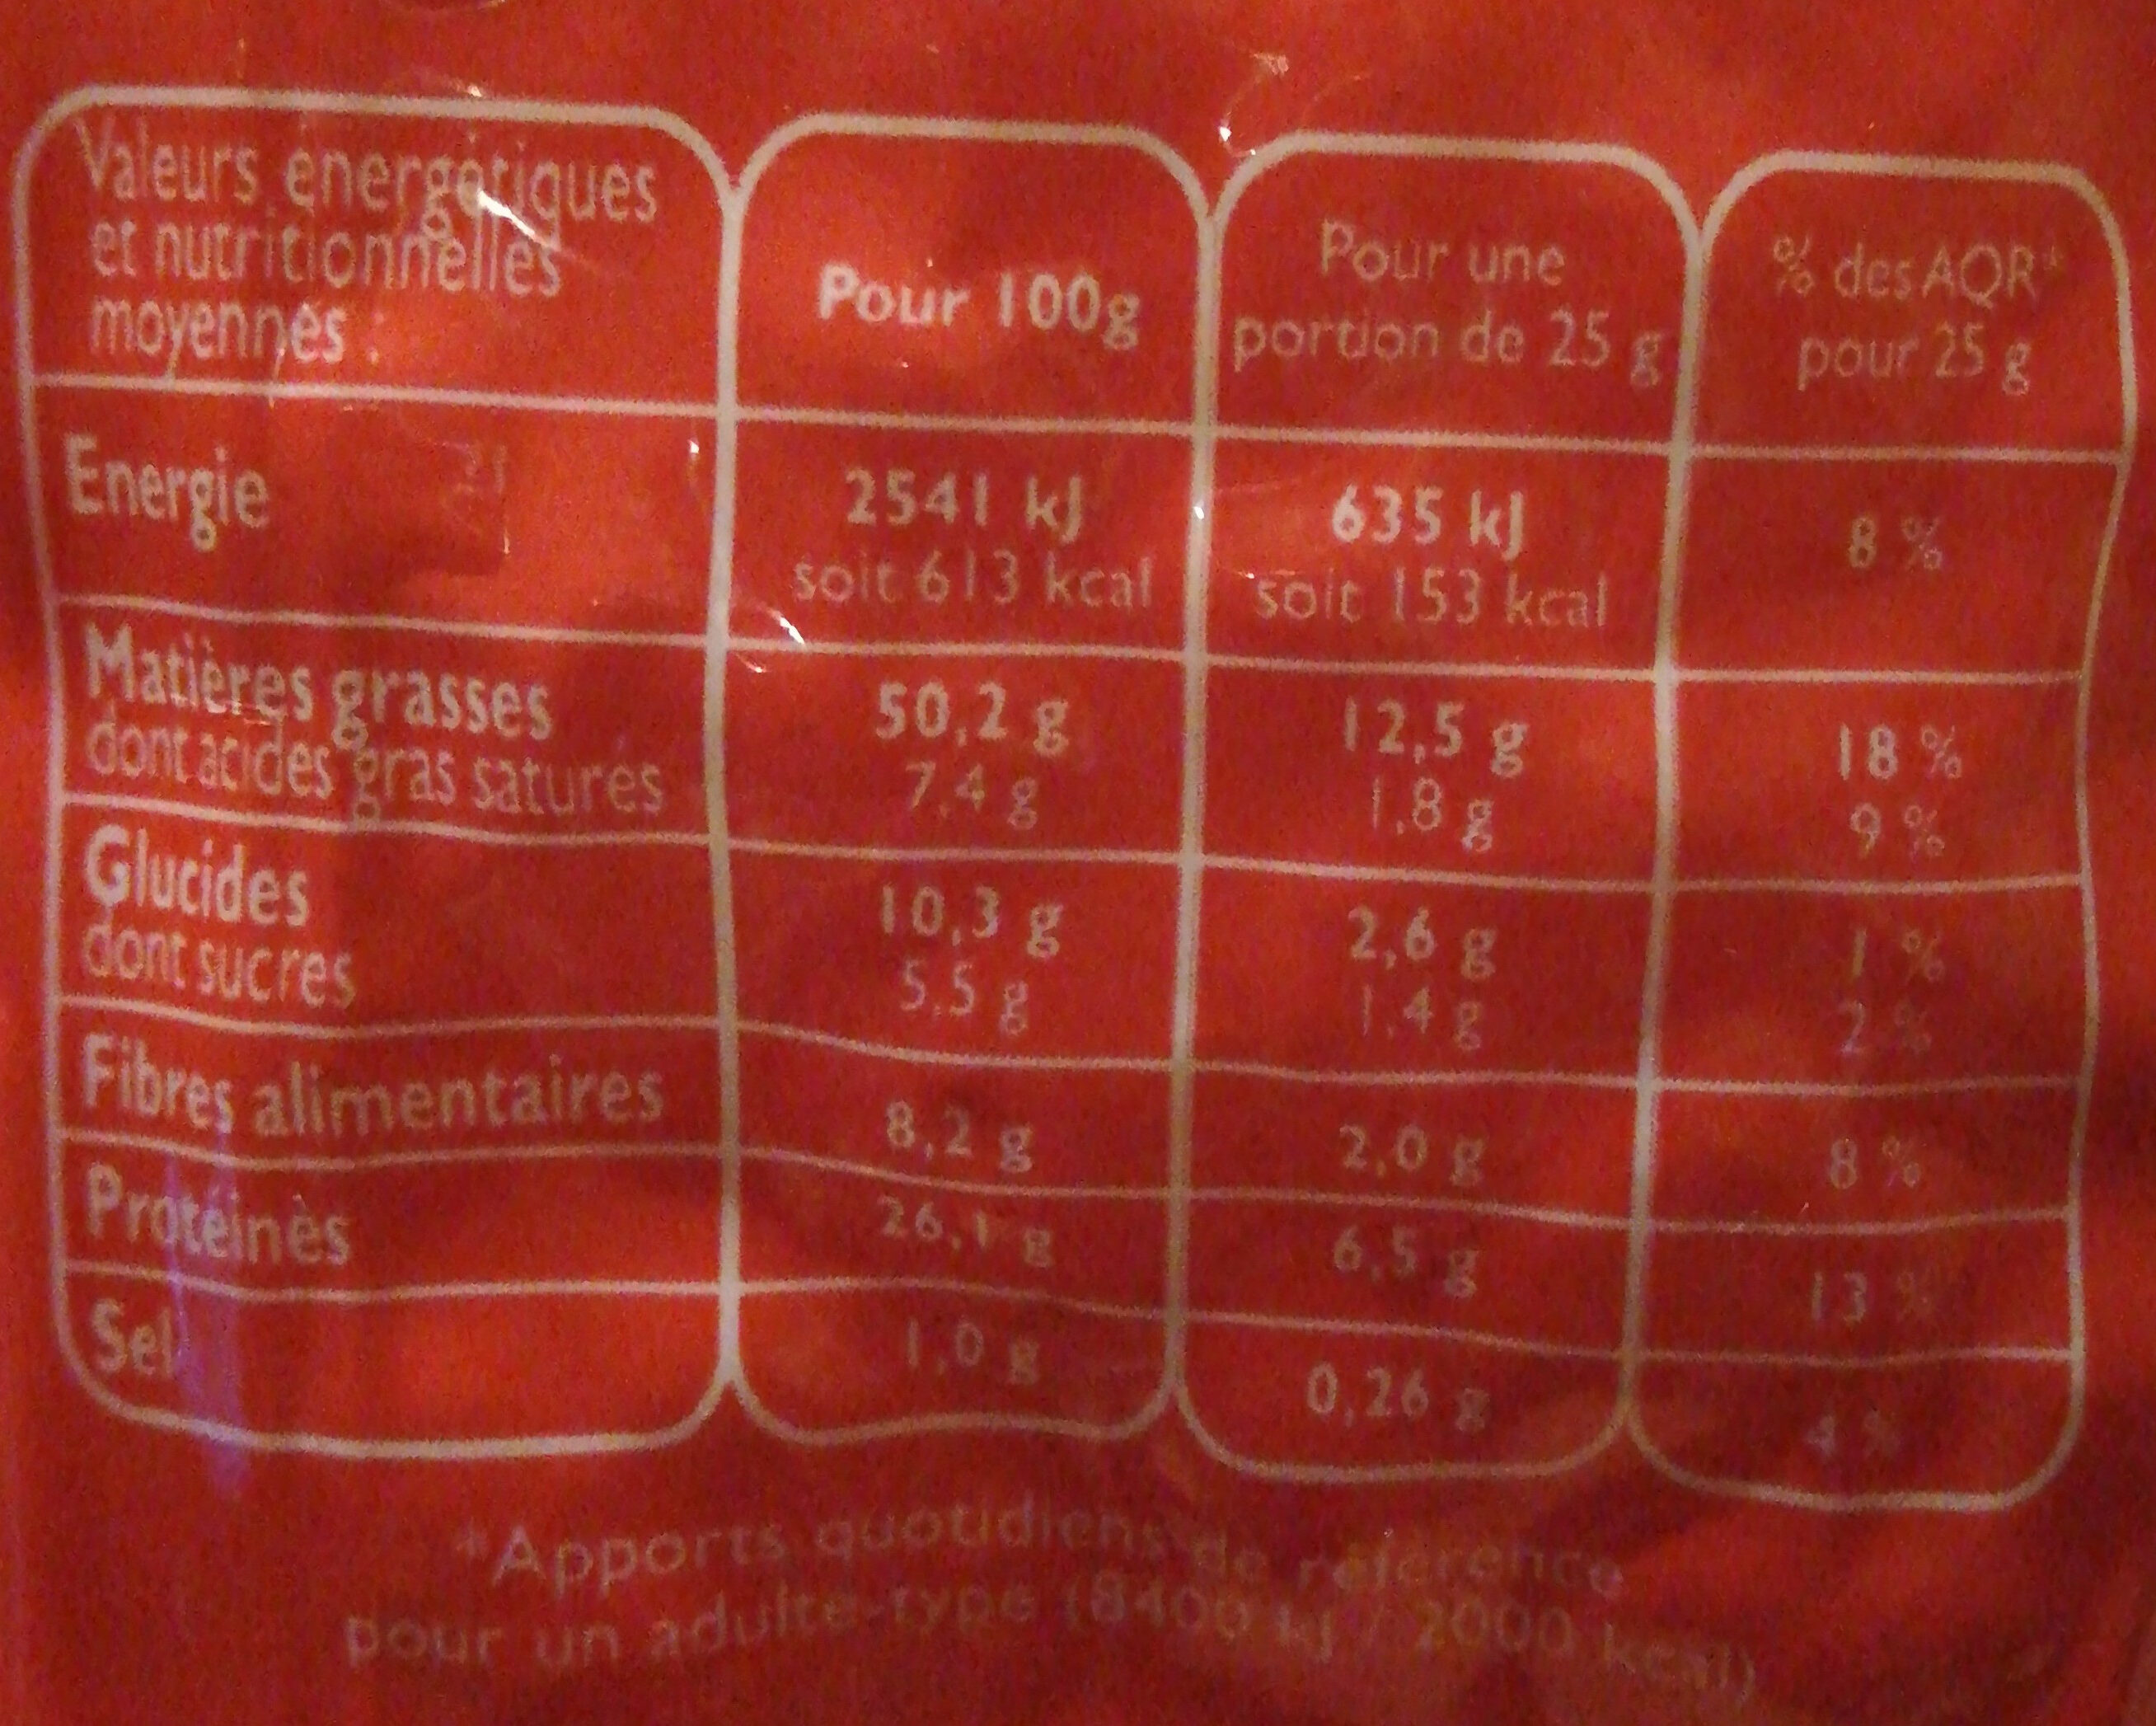 Valeurs énergétiques
et nutritionnelles
moyennes :
Pour 100g
Pour une
portion de 25 g
% des AQR*
pour 25 g
Energie
2541 kJ
soit 613 kcal
635 kJ
soit 153 kcal
8 %
Matières grasses
dont acides gras saturés
50,2 g
7,4 g
12,5 g
1,8 g
18 %
9 %
Glucides
dont sucres
10,3 g
5,5 g
2,6 g
1,4 g
1 %
2 %
Fibres alimentaires
8,2 g
2,0 g
8 %
Protéines
26,1 g
6,5 g
13 %
Sel
1,0 g
0,26 g
4 %
*Apports quotidiens de référence
pour un adulte-type (8400 kJ / 2000 kcal)